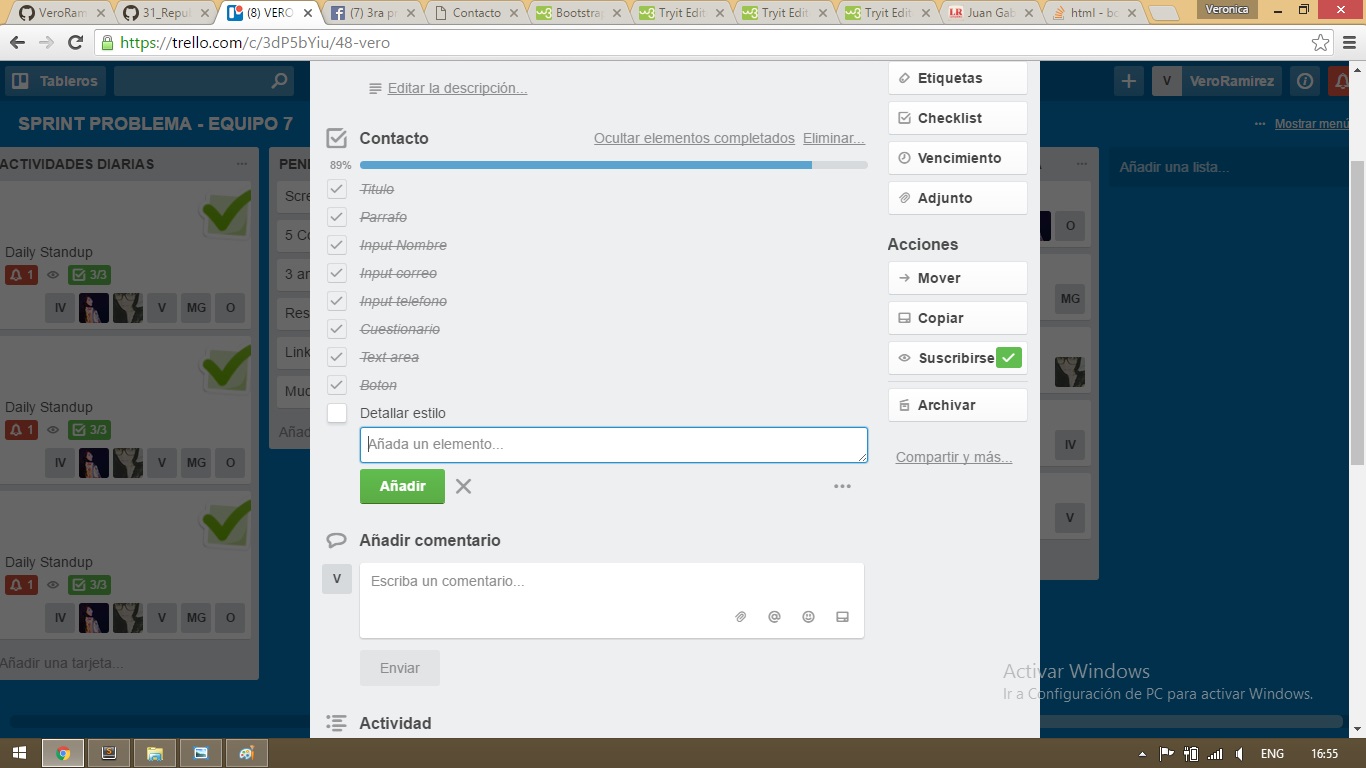 VeroRam
31_Repu
(8) VERO
(7) 3ra p
Contacto
Bootstra
Tryit Edit
Tryit Edit
Tryit Edit
Juan Gab
html - bo
Veronica
https://trello.com/c/3dP5bYiu/48-vero
Tableros
V VeroRamirez
SPRINT PROBLEMA - EQUIPO 7
Mostrar menú
ACTIVIDADES DIARIAS
Daily Standup
1 3/3
IV V MG O
Daily Standup
1 3/3
IV V MG O
Daily Standup
1 3/3
IV V MG O
Añadir una tarjeta...
PEN
Scre
5 Co
3 ar
Res
Link
Muc
Añad
Editar la descripción...
Contacto
Ocultar elementos completados Eliminar...
89%
Titulo
Parrafo
Input Nombre
Input correo
Input telefono
Cuestionario
Text area
Boton
Detallar estilo
Añada un elemento...
Añadir
Añadir comentario
V
Escriba un comentario...
Enviar
Actividad
Etiquetas
Checklist
Vencimiento
Adjunto
Acciones
Mover
Copiar
Suscribirse
Archivar
Compartir y más...
O
MG
IV
V
Añadir una lista...
Activar Windows
Ir a Configuración de PC para activar Windows.
ENG
16:55